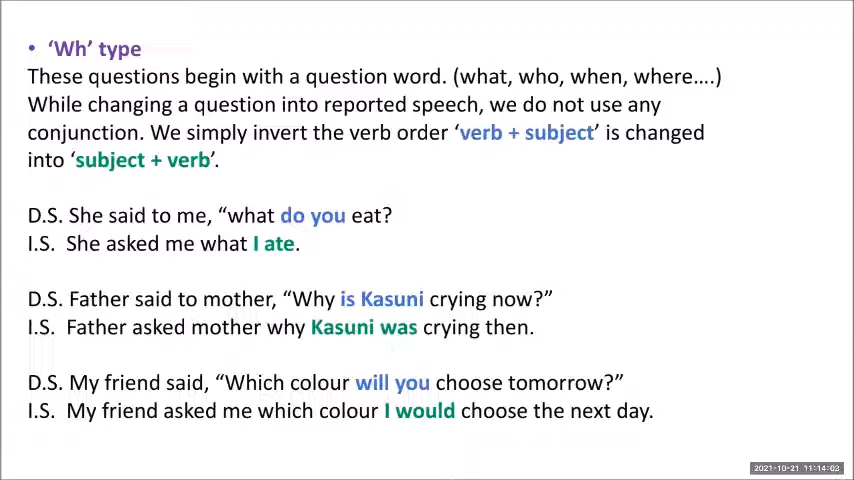 • ‘Wh’ type
These questions begin with a question word. (what, who, when, where….)
While changing a question into reported speech, we do not use any
conjunction. We simply invert the verb order ‘verb + subject’ is changed
into ‘subject + verb’.
D.S. She said to me, “what do you eat?
I.S. She asked me what I ate.
D.S. Father said to mother, “Why is Kasuni crying now?”
I.S. Father asked mother why Kasuni was crying then.
D.S. My friend said, “Which colour will you choose tomorrow?”
I.S. My friend asked me which colour I would choose the next day.
2021-10-21 11:14:03